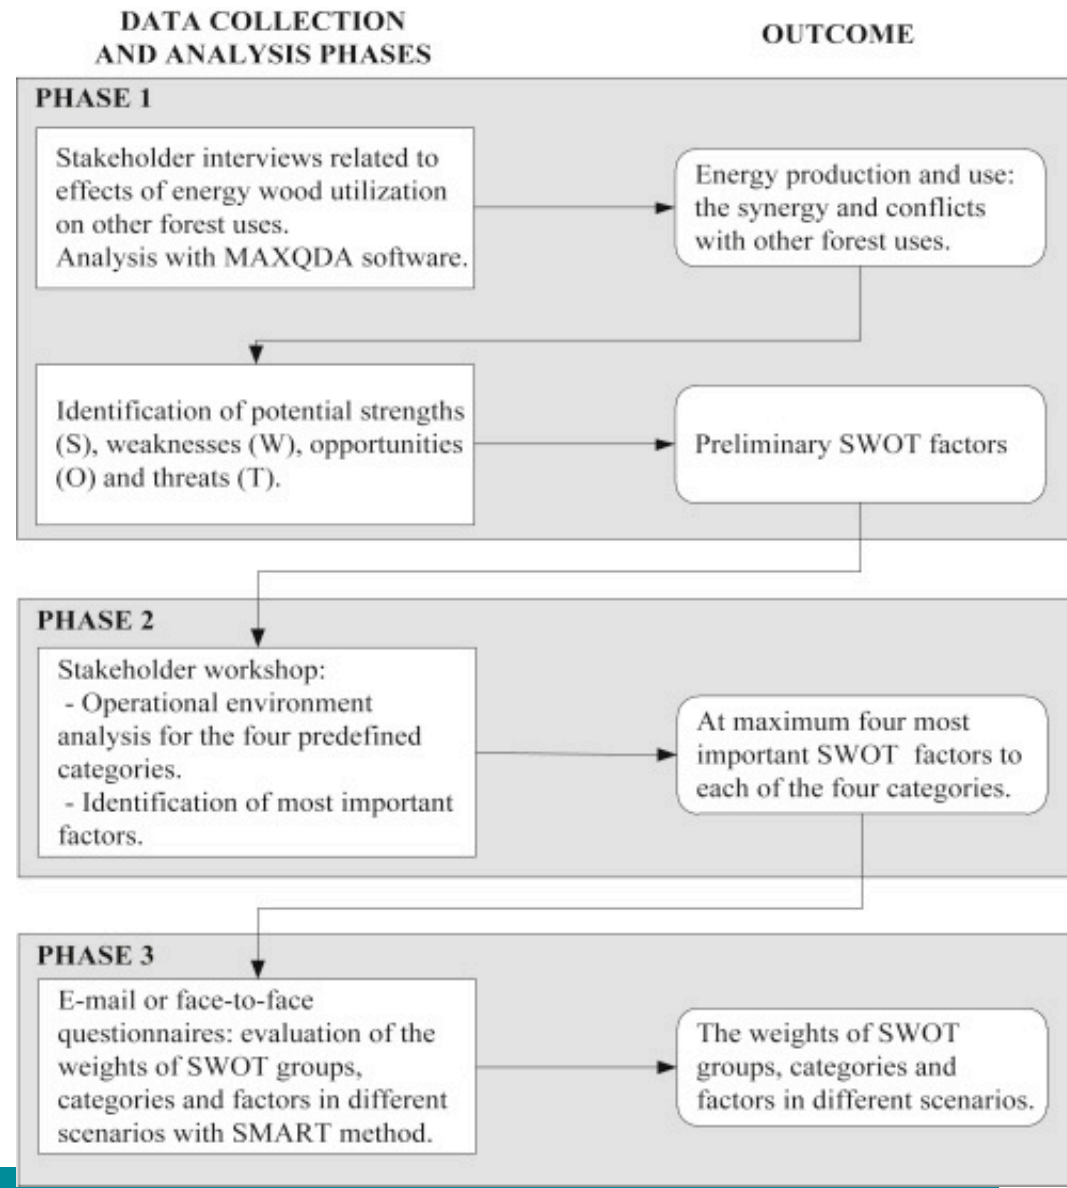 DATA COLLECTION
AND ANALYSIS PHASES
OUTCOME
PHASE 1
Stakeholder interviews related to
effects of energy wood utilization
on other forest uses.
Analysis with MAXQDA software.
Energy production and use:
the synergy and conflicts
with other forest uses.
Identification of potential strengths
(S), weaknesses (W), opportunities
(O) and threats (T).
Preliminary SWOT factors
PHASE 2
Stakeholder workshop:
- Operational environment
analysis for the four predefined
categories.
- Identification of most important
factors.
At maximum four most
important SWOT factors to
each of the four categories.
PHASE 3
E-mail or face-to-face
questionnaires: evaluation of the
weights of SWOT groups,
categories and factors in different
scenarios with SMART method.
The weights of SWOT
groups, categories and
factors in different scenarios.